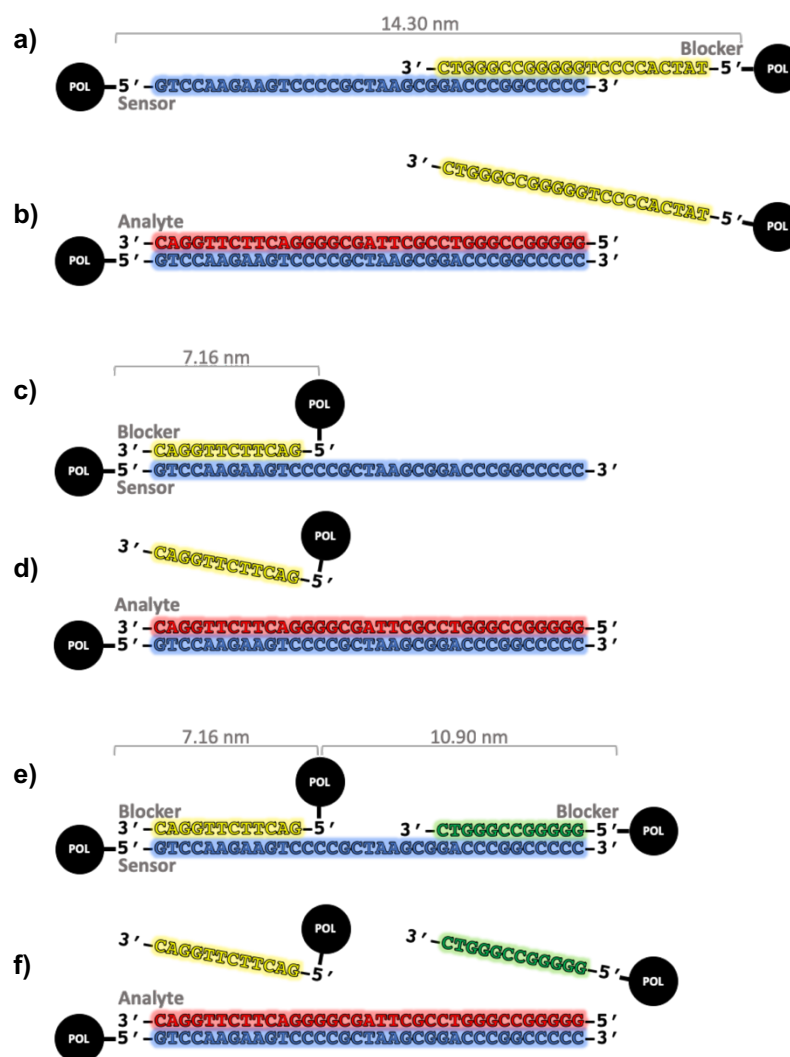 14.30 nm
a)
Blocker
3′-CTGGGCCGGGGGTCCCCACTAT-5′
POL
POL
5′-GTCCAAGAAGTCCCCGCTAAGCGGACCCGGCCCCC-3′
Sensor
3′-CTGGGCCGGGGGTCCCCACTAT-5′
POL
b)
Analyte
3′-CAGGTTCTTCAGGGGCGATTCGCCTGGGCCGGGGG-5′
POL
5′-GTCCAAGAAGTCCCCGCTAAGCGGACCCGGCCCCC-3′
7.16 nm
c)
POL
Blocker
3′-CAGGTTCTTCAG-5′
POL
5′-GTCCAAGAAGTCCCCGCTAAGCGGACCCGGCCCCC-3′
Sensor
POL
3′-CAGGTTCTTCAG-5′
d)
Analyte
3′-CAGGTTCTTCAGGGGCGATTCGCCTGGGCCGGGGG-5′
POL
5′-GTCCAAGAAGTCCCCGCTAAGCGGACCCGGCCCCC-3′
7.16 nm 10.90 nm
e)
POL
Blocker Blocker
3′-CAGGTTCTTCAG-5′ 3′-CTGGGCCGGGGG-5′ POL
POL
5′-GTCCAAGAAGTCCCCGCTAAGCGGACCCGGCCCCC-3′
Sensor
POL
3′-CAGGTTCTTCAG-5′ 3′-CTGGGCCGGGGG-5′ POL
f)
Analyte
3′-CAGGTTCTTCAGGGGCGATTCGCCTGGGCCGGGGG-5′
POL
5′-GTCCAAGAAGTCCCCGCTAAGCGGACCCGGCCCCC-3′